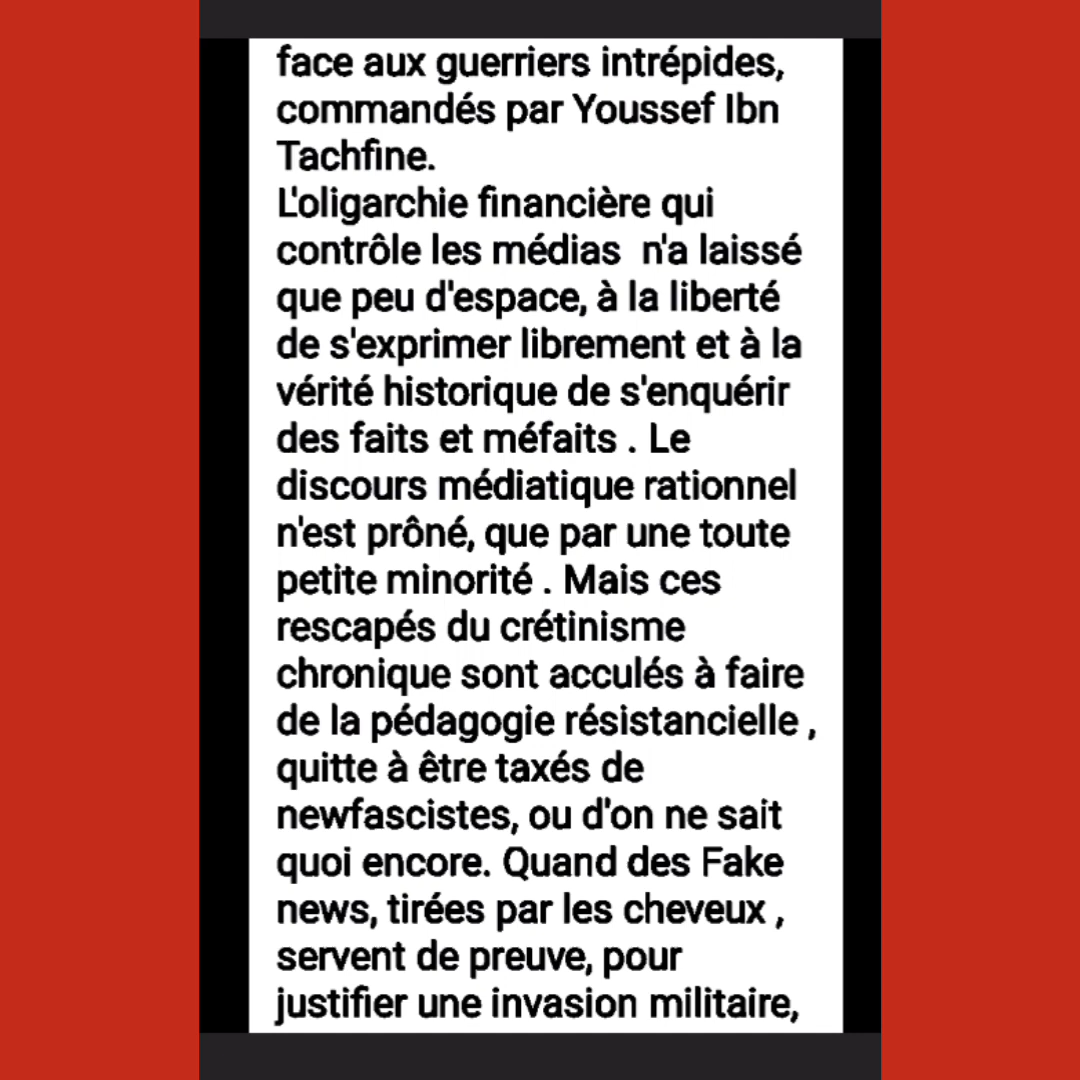 face aux guerriers intrépides,
commandés par Youssef Ibn
Tachfine.
L'oligarchie financière qui
contrôle les médias  n'a laissé
que peu d'espace, à la liberté
de s'exprimer librement et à la
vérité historique de s'enquérir
des faits et méfaits . Le
discours médiatique rationnel
n'est prôné, que par une toute
petite minorité . Mais ces
rescapés du crétinisme
chronique sont acculés à faire
de la pédagogie résistancielle ,
quitte à être taxés de
newfascistes, ou d'on ne sait
quoi encore. Quand des Fake
news, tirées par les cheveux ,
servent de preuve, pour
justifier une invasion militaire,